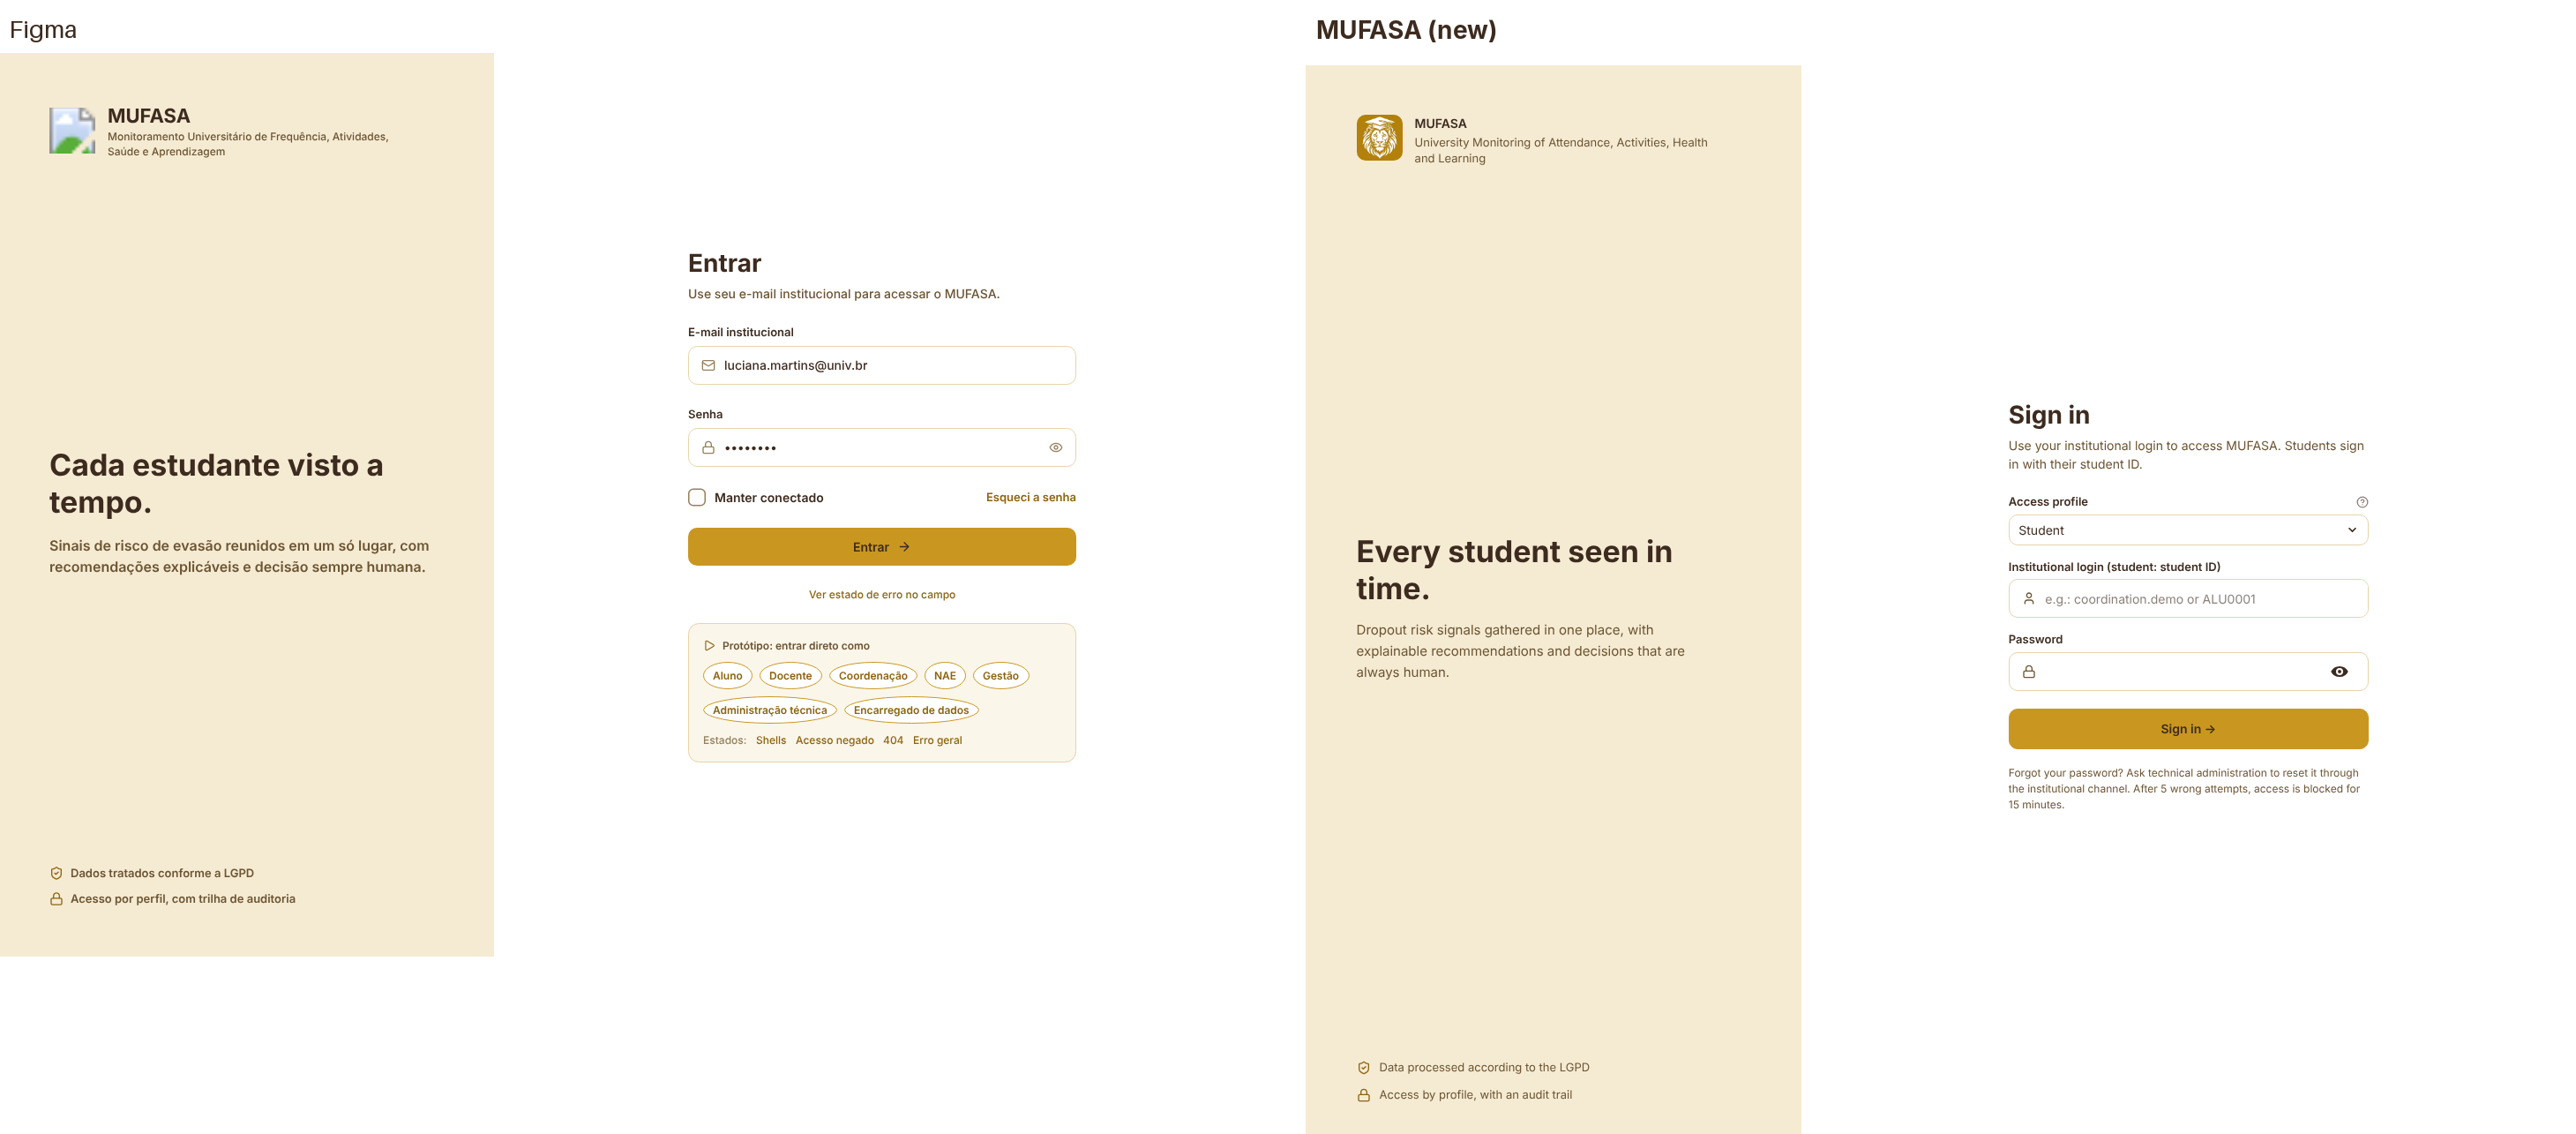 Figma
MUFASA
Monitoramento Universitário de Frequência, Atividades,
Saúde e Aprendizagem
Cada estudante visto a
tempo.
Sinais de risco de evasão reunidos em um só lugar, com
recomendações explicáveis e decisão sempre humana.
Dados tratados conforme a LGPD
Acesso por perfil, com trilha de auditoria
Entrar
Use seu e-mail institucional para acessar o MUFASA.
E-mail institucional
luciana.martins@univ.br
Senha
••••••••
Manter conectado Esqueci a senha
Entrar →
Ver estado de erro no campo
Protótipo: entrar direto como
Aluno Docente Coordenação NAE Gestão
Administração técnica Encarregado de dados
Estados: Shells Acesso negado 404 Erro geral
MUFASA (new)
MUFASA
University Monitoring of Attendance, Activities, Health
and Learning
Every student seen in
time.
Dropout risk signals gathered in one place, with
explainable recommendations and decisions that are
always human.
Data processed according to the LGPD
Access by profile, with an audit trail
Sign in
Use your institutional login to access MUFASA. Students sign
in with their student ID.
Access profile
Student
Institutional login (student: student ID)
e.g.: coordination.demo or ALU0001
Password
Sign in →
Forgot your password? Ask technical administration to reset it through
the institutional channel. After 5 wrong attempts, access is blocked for
15 minutes.